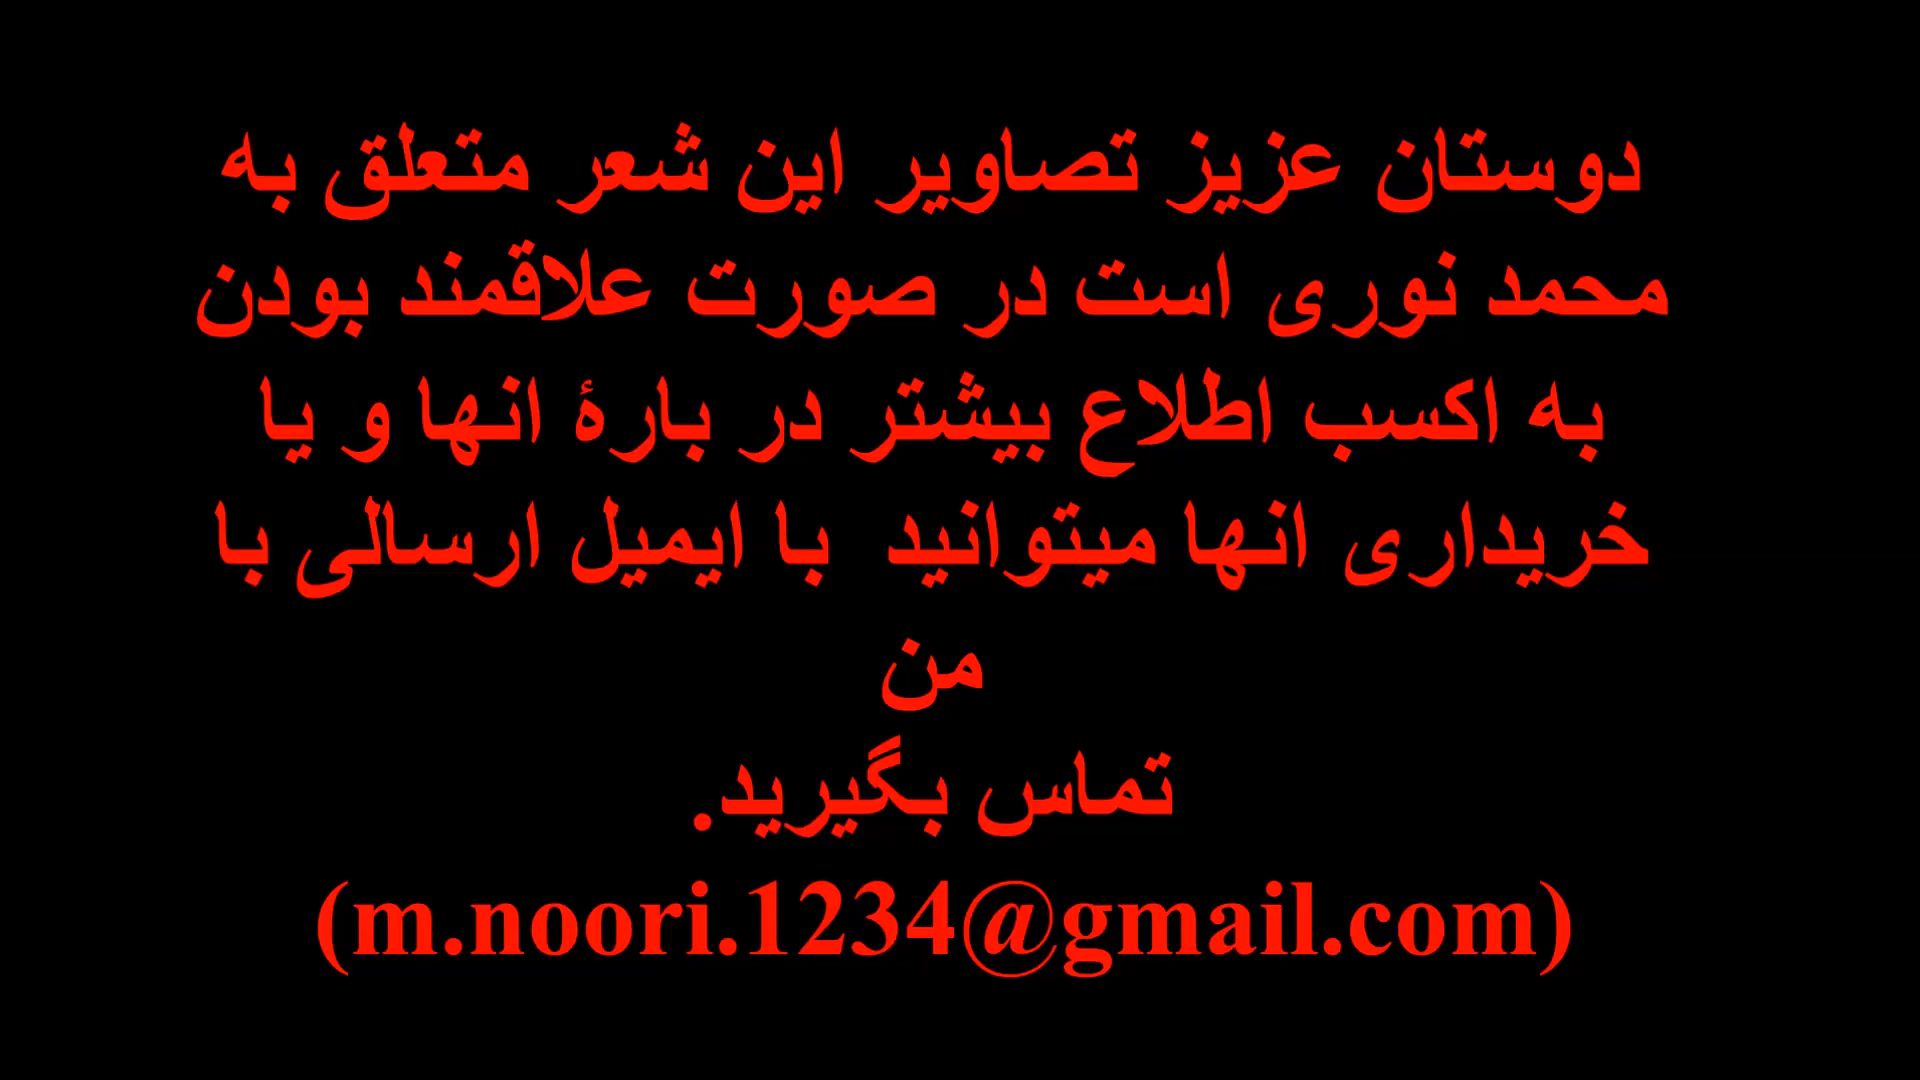 دوستان عزیز تصاویر این شعر متعلق به
محمد نوری است در صورت علاقمند بودن
به اکسب اطلاع بیشتر در بارهٔ انها و یا
خریداری انها میتوانید  با ایمیل ارسالی با
من
تماس بگیرید.
(m.noori.1234@gmail.com)